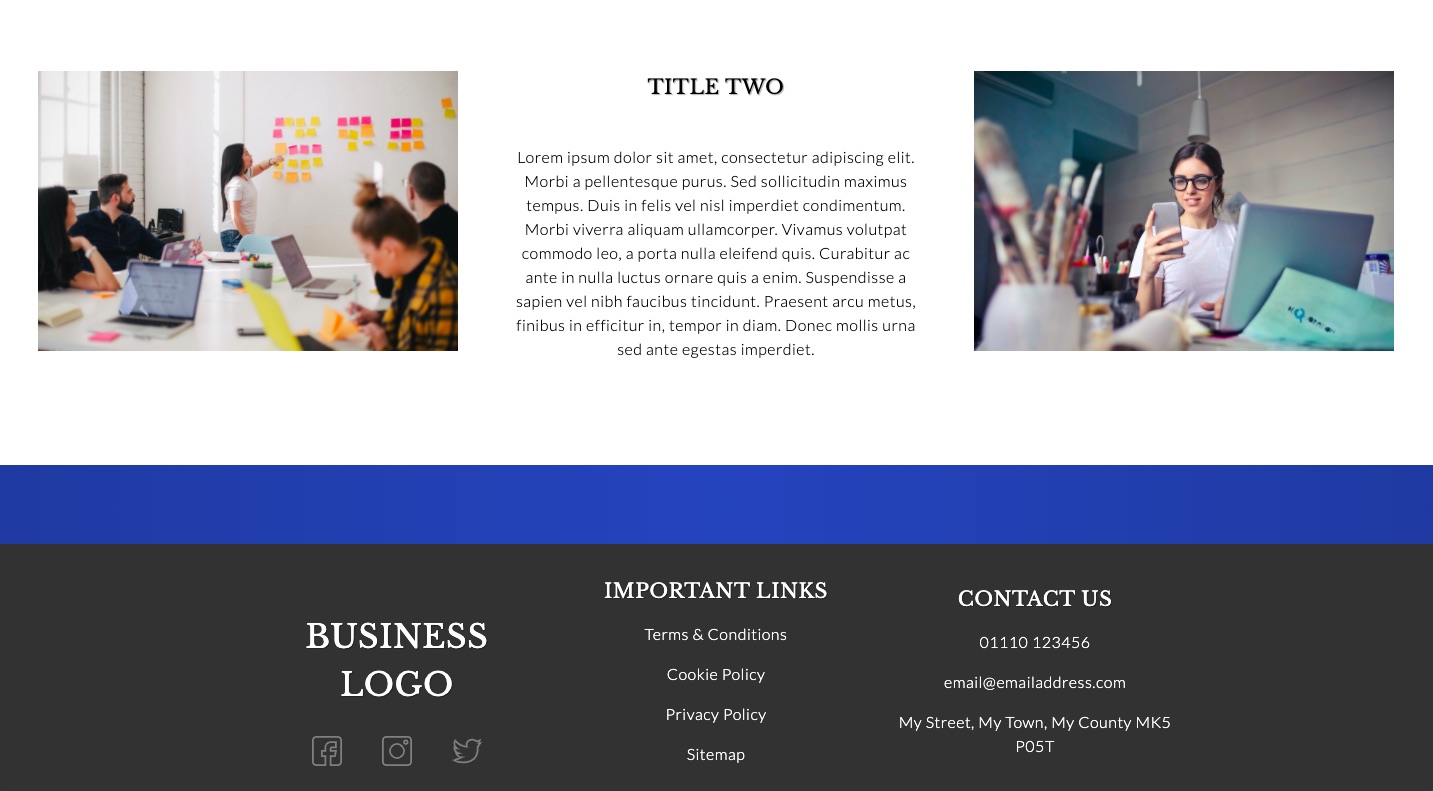 TITLE TWO
Lorem ipsum dolor sit amet, consectetur adipiscing elit.
Morbi a pellentesque purus. Sed sollicitudin maximus
tempus. Duis in felis vel nisl imperdiet condimentum.
Morbi viverra aliquam ullamcorper. Vivamus volutpat
commodo leo, a porta nulla eleifend quis. Curabitur ac
ante in nulla luctus ornare quis a enim. Suspendisse a
sapien vel nibh faucibus tincidunt. Praesent arcu metus,
finibus in efficitur in, tempor in diam. Donec mollis urna
sed ante egestas imperdiet.
BUSINESS
LOGO
IMPORTANT LINKS
Terms & Conditions
Cookie Policy
Privacy Policy
Sitemap
CONTACT US
01110 123456
email@emailaddress.com
My Street, My Town, My County MK5
P05T